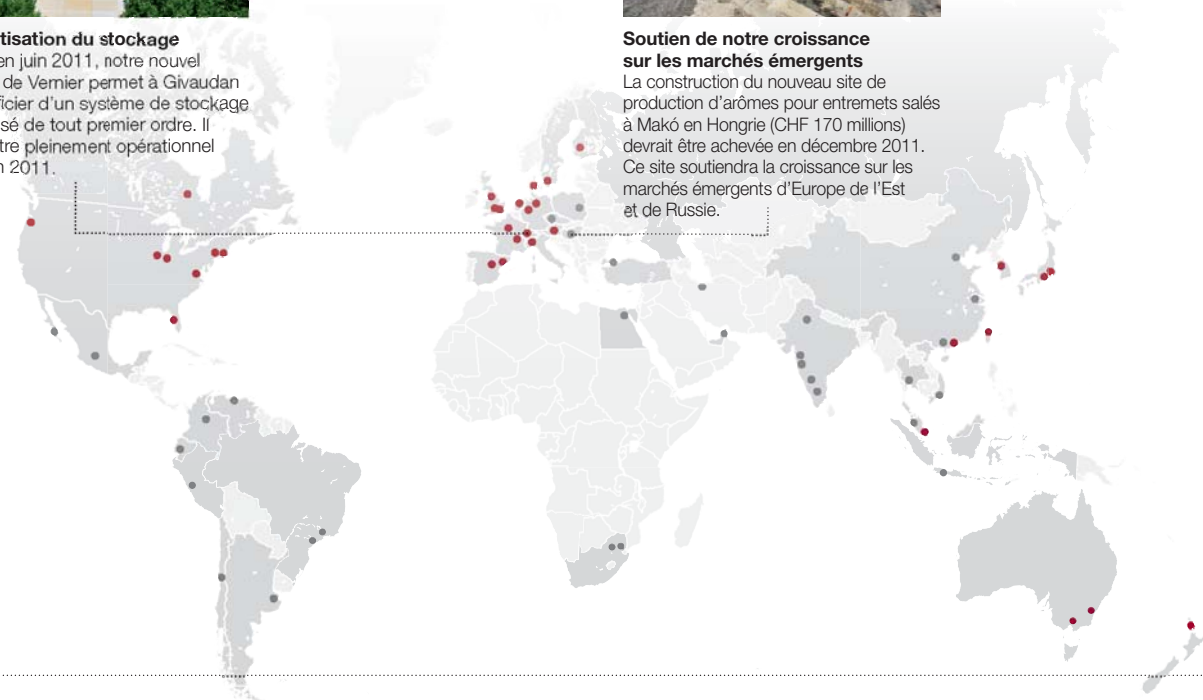 tisation du stockage
en juin 2011, notre nouvel
de Vernier permet à Givaudan
ficier d'un système de stockage
sé de tout premier ordre. Il
tre pleinement opérationnel
n 2011.
Soutien de notre croissance
sur les marchés émergents
La construction du nouveau site de
production d'arômes pour entremets salés
à Makó en Hongrie (CHF 170 millions)
devrait être achevée en décembre 2011.
Ce site soutiendra la croissance sur les
marchés émergents d'Europe de l'Est
et de Russie.